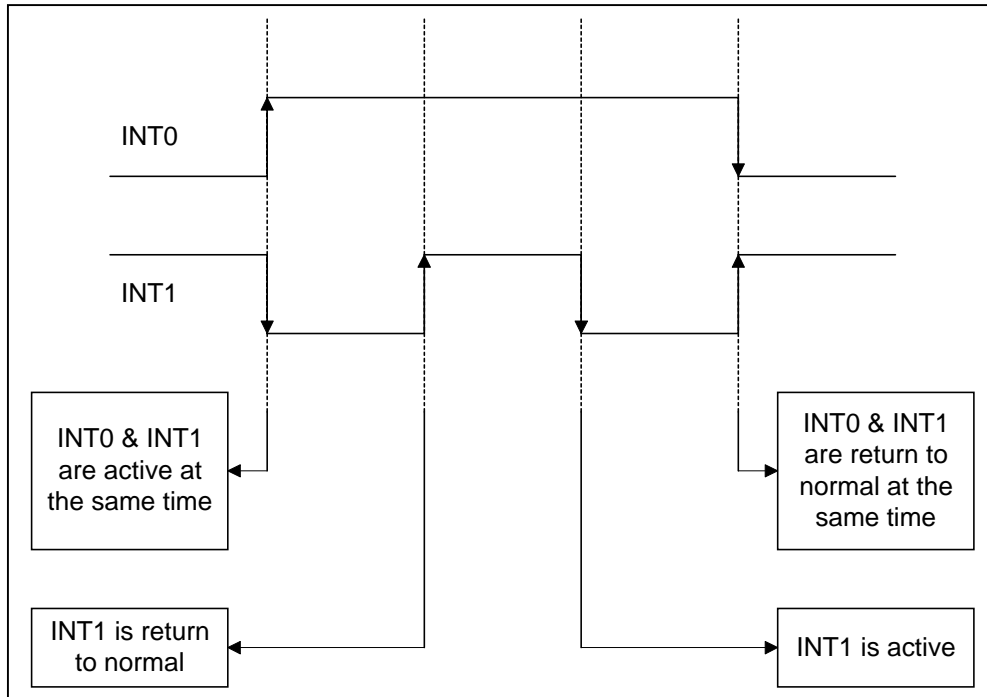 INT0
INT1
INT0 & INT1
are active at
the same time
INT0 & INT1
are return to
normal at the
same time
INT1 is return
to normal
INT1 is active